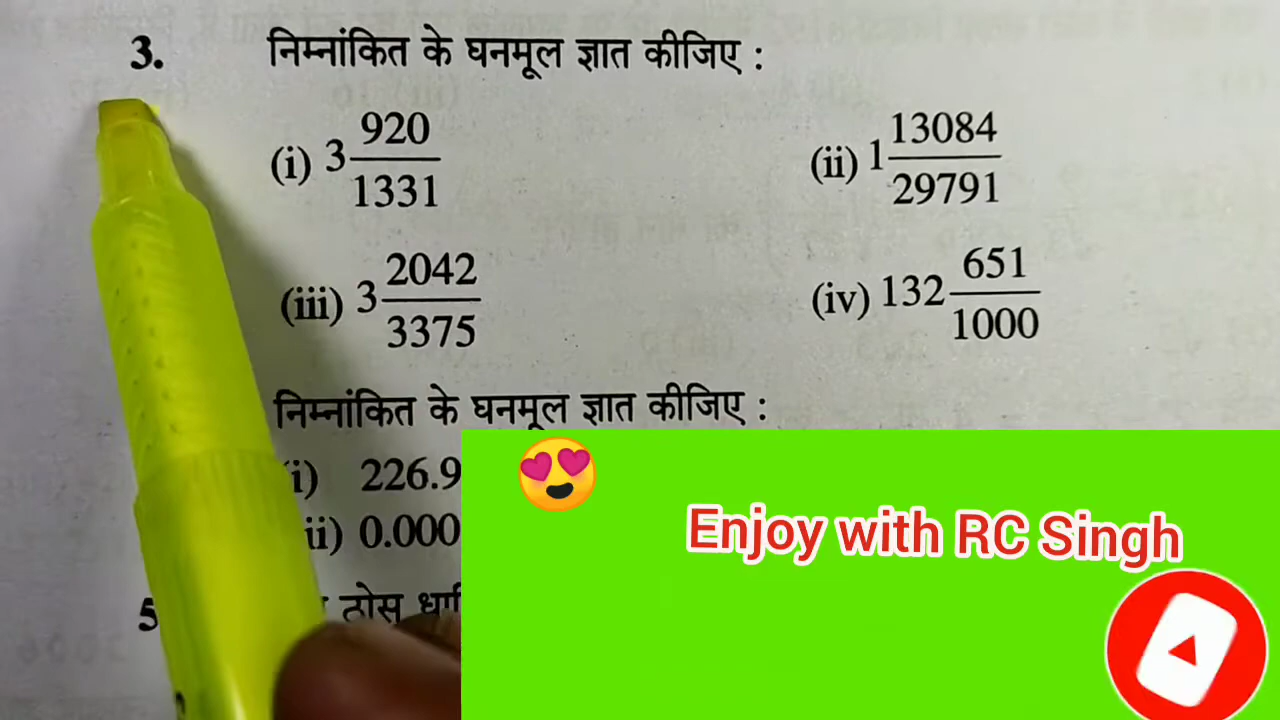 3. निम्नांकित के घनमूल ज्ञात कीजिए :
(i) 3 920/1331 (ii) 1 13084/29791
(iii) 3 2042/3375 (iv) 132 651/1000
निम्नांकित के घनमूल ज्ञात कीजिए :
i) 226.9
ii) 0.000
Enjoy with RC Singh
5 ठोस